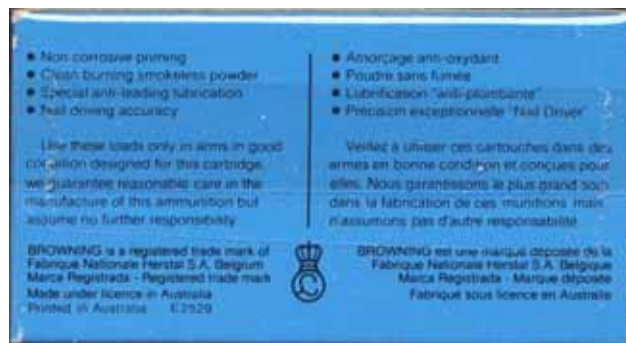 • Non corrosive priming
• Clean burning smokeless powder
• Special anti-leading lubrication
• Nail driving accuracy
Use these loads only in arms in good
condition designed for this cartridge,
we guarantee reasonable care in the
manufacture of this ammunition but
assume no further responsibility.
BROWNING is a registered trade mark of
Fabrique Nationale Herstal S.A. Belgium
Marca Registrada - Registered trade mark
Made under licence in Australia
Printed in Australia E2529
• Amorçage anti-oxydant
• Poudre sans fumée
• Lubrification "anti-plombante"
• Précision exceptionnelle "Nail Driver"
Veillez à utiliser ces cartouches dans des
armes en bonne condition et conçues pour
elles. Nous garantissons le plus grand soin
dans la fabrication de ces munitions mais
n'assumons pas d'autre responsabilité
BROWNING est une marque déposée de la
Fabrique Nationale Herstal S.A. Belgique
Marca Registrada - Marque déposée
Fabriqué sous licence en Australie